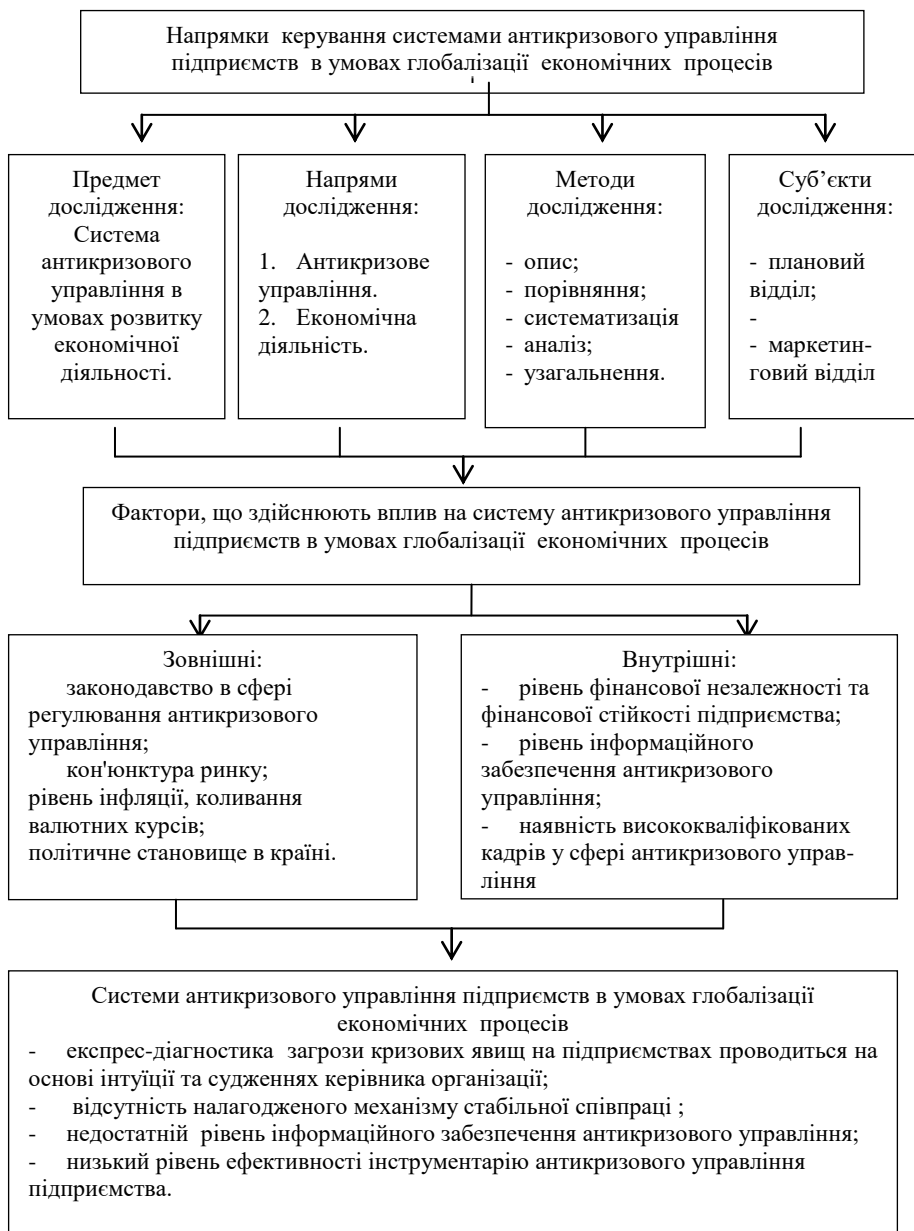 Напрямки керування системами антикризового управління
підприємств в умовах глобалізації економічних процесів
Предмет
дослідження:
Система
антикризового
управління в
умовах розвитку
економічної
діяльності.
Напрями
дослідження:
1. Антикризове
управління.
2. Економічна
діяльність.
Методи
дослідження:
- опис;
- порівняння;
- систематизація
- аналіз;
- узагальнення.
Суб’єкти
дослідження:
- плановий
відділ;
-
- маркетин-
говий відділ
Фактори, що здійснюють вплив на систему антикризового управління
підприємств в умовах глобалізації економічних процесів
Зовнішні:
законодавство в сфері
регулювання антикризового
управління;
кон'юнктура ринку;
рівень інфляції, коливання
валютних курсів;
політичне становище в країні.
Внутрішні:
- рівень фінансової незалежності та
фінансової стійкості підприємства;
- рівень інформаційного
забезпечення антикризового
управління;
- наявність висококваліфікованих
кадрів у сфері антикризового управ-
ління
Системи антикризового управління підприємств в умовах глобалізації
економічних процесів
- експрес-діагностика загрози кризових явищ на підприємствах проводиться на
основі інтуїції та судженнях керівника організації;
- відсутність налагодженого механізму стабільної співпраці ;
- недостатній рівень інформаційного забезпечення антикризового управління;
- низький рівень ефективності інструментарію антикризового управління
підприємства.